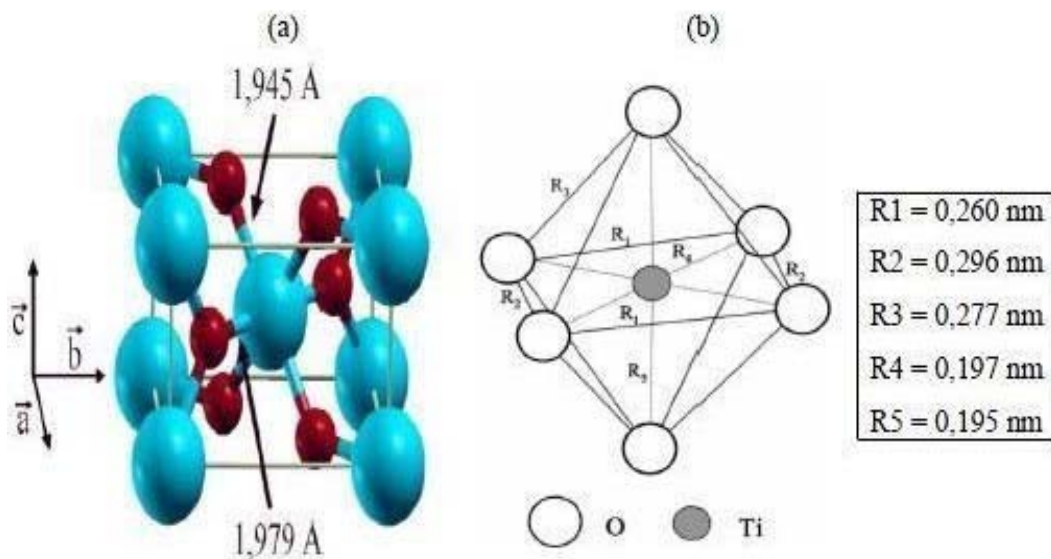 (a)
(b)
1,945 Å
1,979 Å
c
b
a
R3
R1
R4
R2
R2
R1
R5
O
Ti
R1 = 0,260 nm
R2 = 0,296 nm
R3 = 0,277 nm
R4 = 0,197 nm
R5 = 0,195 nm